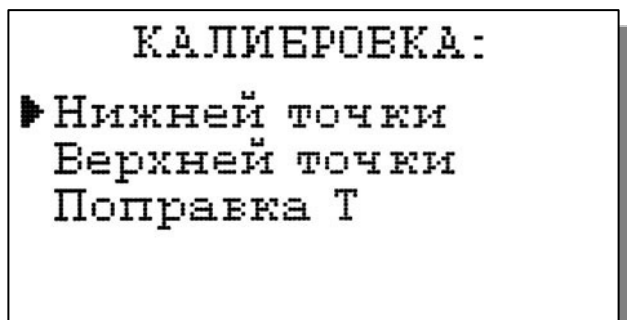 КАЛИБРОВКА:
Нижней точки
Верхней точки
Поправка Т